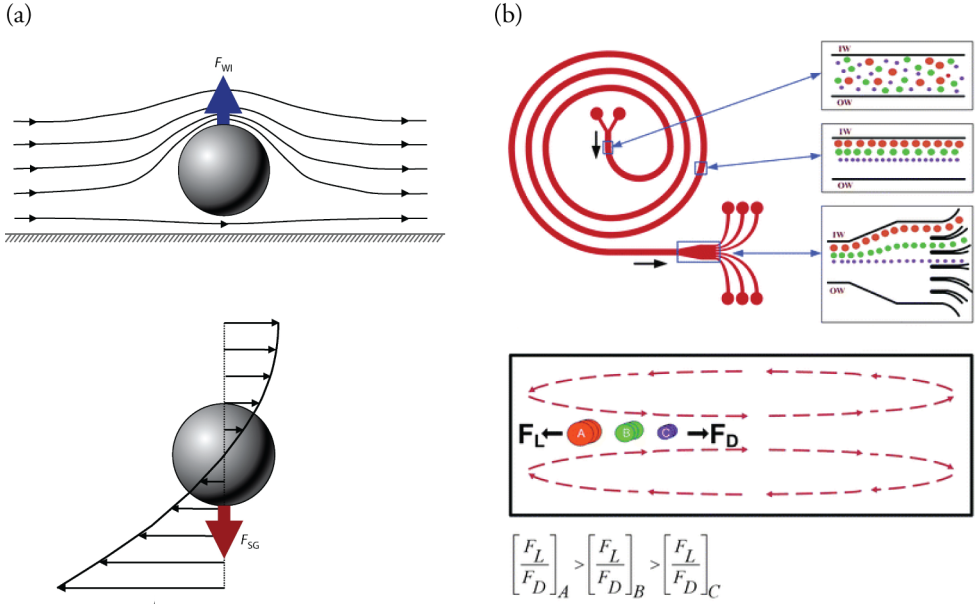 (a)
F_WI
F_SG
(b)
IW
OW
IW
OW
IW
OW
F_L A B C F_D
[F_L/F_D]_A > [F_L/F_D]_B > [F_L/F_D]_C